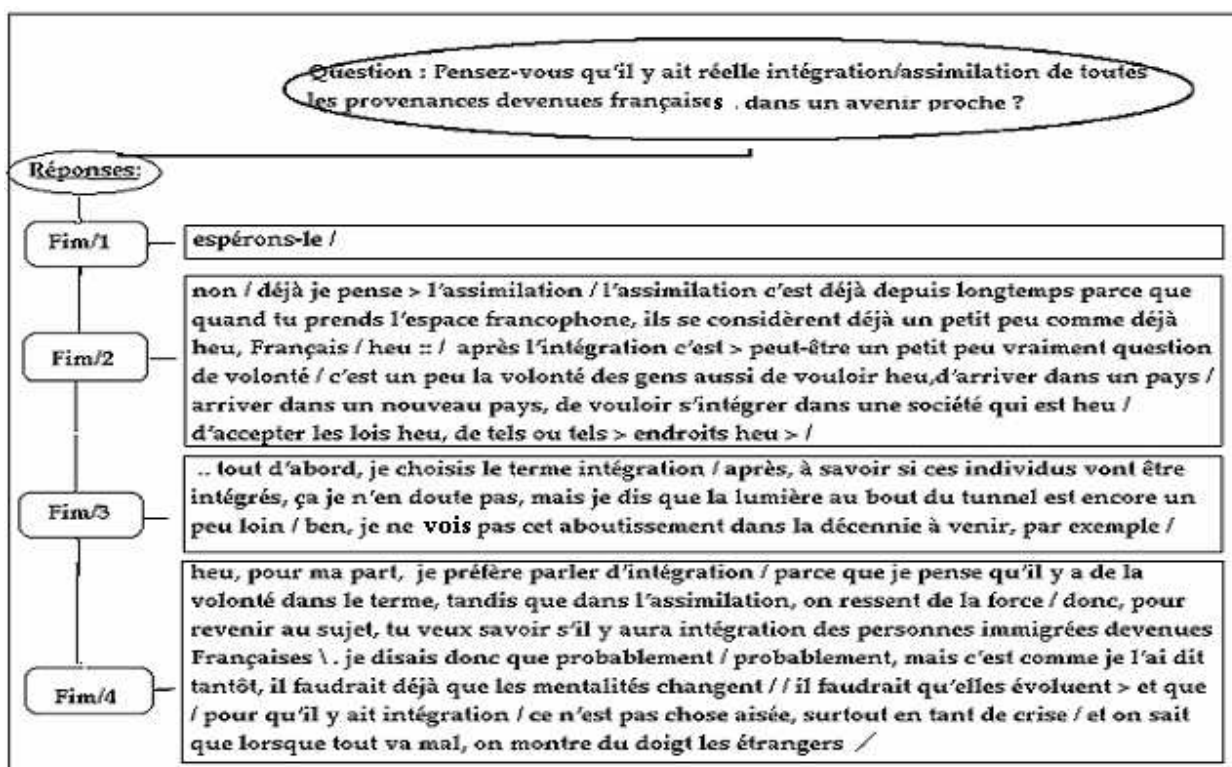 Question : Pensez-vous qu'il y ait réelle intégration/assimilation de toutes
les provenances devenues françaises . dans un avenir proche ?
Réponses:
Fim/1
espérons-le /
Fim/2
non / déjà je pense > l'assimilation / l'assimilation c'est déjà depuis longtemps parce que
quand tu prends l'espace francophone, ils se considèrent déjà un petit peu comme déjà
heu, Français / heu :: / après l'intégration c'est > peut-être un petit peu vraiment question
de volonté / c'est un peu la volonté des gens aussi de vouloir heu,d'arriver dans un pays /
arriver dans un nouveau pays, de vouloir s'intégrer dans une société qui est heu /
d'accepter les lois heu, de tels ou tels > endroits heu > /
Fim/3
.. tout d'abord, je choisis le terme intégration / après, à savoir si ces individus vont être
intégrés, ça je n'en doute pas, mais je dis que la lumière au bout du tunnel est encore un
peu loin / ben, je ne vois pas cet aboutissement dans la décennie à venir, par exemple /
Fim/4
heu, pour ma part, je préfère parler d'intégration / parce que je pense qu'il y a de la
volonté dans le terme, tandis que dans l'assimilation, on ressent de la force / donc, pour
revenir au sujet, tu veux savoir s'il y aura intégration des personnes immigrées devenues
Françaises \ . je disais donc que probablement / probablement, mais c'est comme je l'ai dit
tantôt, il faudrait déjà que les mentalités changent / / il faudrait qu'elles évoluent > et que
/ pour qu'il y ait intégration / ce n'est pas chose aisée, surtout en tant de crise / et on sait
que lorsque tout va mal, on montre du doigt les étrangers /